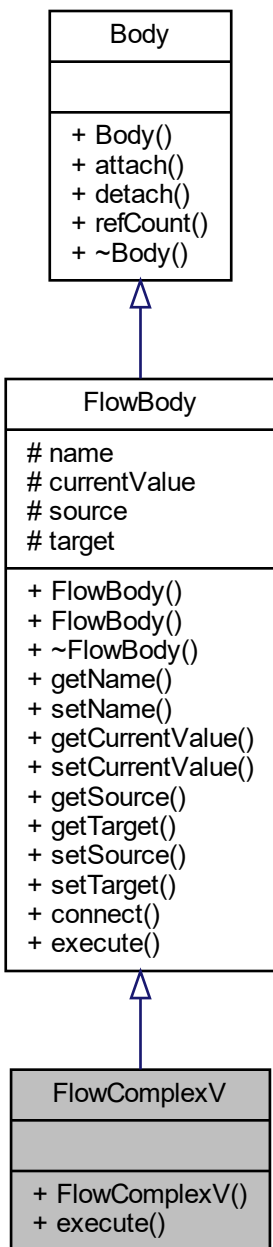 Body
+ Body()
+ attach()
+ detach()
+ refCount()
+ ~Body()
FlowBody
# name
# currentValue
# source
# target
+ FlowBody()
+ FlowBody()
+ ~FlowBody()
+ getName()
+ setName()
+ getCurrentValue()
+ setCurrentValue()
+ getSource()
+ getTarget()
+ setSource()
+ setTarget()
+ connect()
+ execute()
FlowComplexV
+ FlowComplexV()
+ execute()